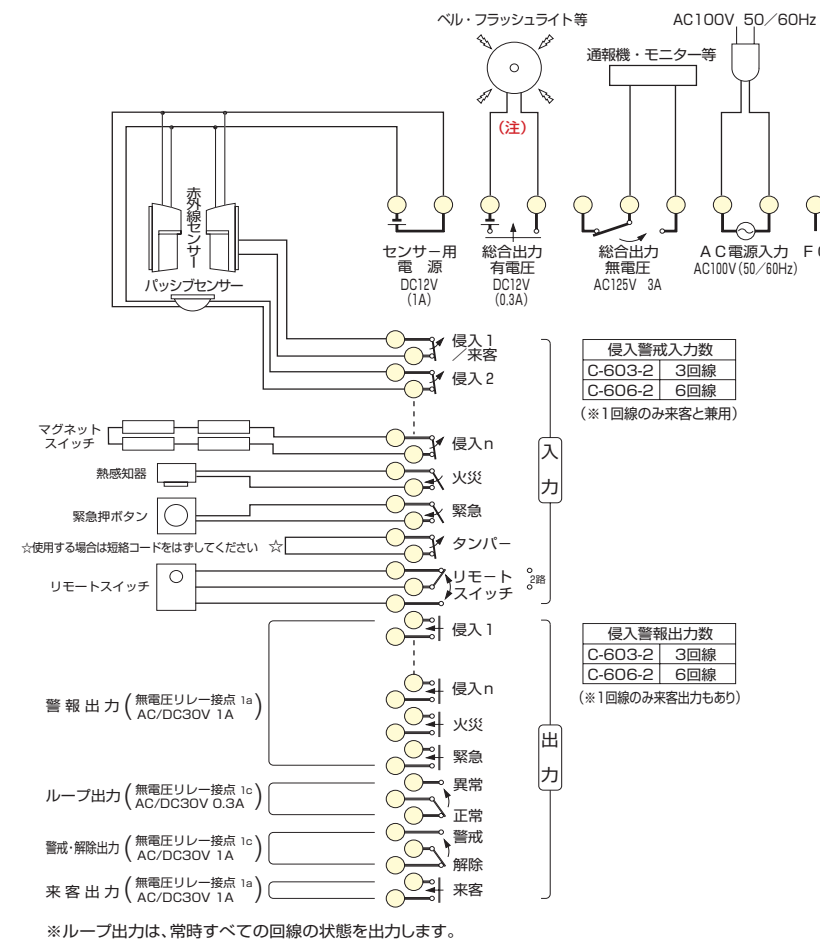 ベル・フラッシュライト等
AC100V 50／60Hz
通報機・モニター等
(注)
赤外線センサー
パッシブセンサー
センサー用
電　源
DC12V
(1A)
総合出力
有電圧
DC12V
(0.3A)
総合出力
無電圧
AC125V 3A
AC電源入力
AC100V(50／60Hz)
侵入1
／来客
侵入2
侵入警戒入力数
C-603-2 3回線
C-606-2 6回線
(※1回線のみ来客と兼用)
マグネット
スイッチ
侵入n
熱感知器
火災
緊急押ボタン
緊急
☆使用する場合は短絡コードをはずしてください ☆
タンパー
リモートスイッチ
リモート
スイッチ
2路
入力
侵入1
侵入警報出力数
C-603-2 3回線
C-606-2 6回線
(※1回線のみ来客出力もあり)
侵入n
警報出力(無電圧リレー接点 1a
AC/DC30V 1A)
火災
緊急
出力
ループ出力(無電圧リレー接点 1c
AC/DC30V 0.3A)
異常
正常
警戒・解除出力(無電圧リレー接点 1c
AC/DC30V 1A)
警戒
解除
来客出力(無電圧リレー接点 1a
AC/DC30V 1A)
来客
※ループ出力は、常時すべての回線の状態を出力します。